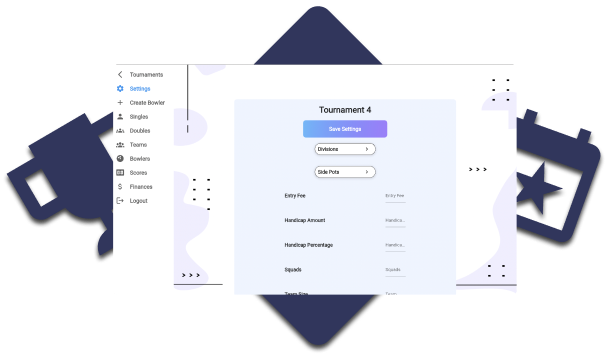 Tournaments
Settings
Create Bowler
Singles
Doubles
Teams
Bowlers
Scores
Finances
Logout
Tournament 4
Save Settings
Divisions
Side Pots
Entry Fee Entry Fee
Handicap Amount Handica...
Handicap Percentage Handica...
Squads Squads
Team Size Team